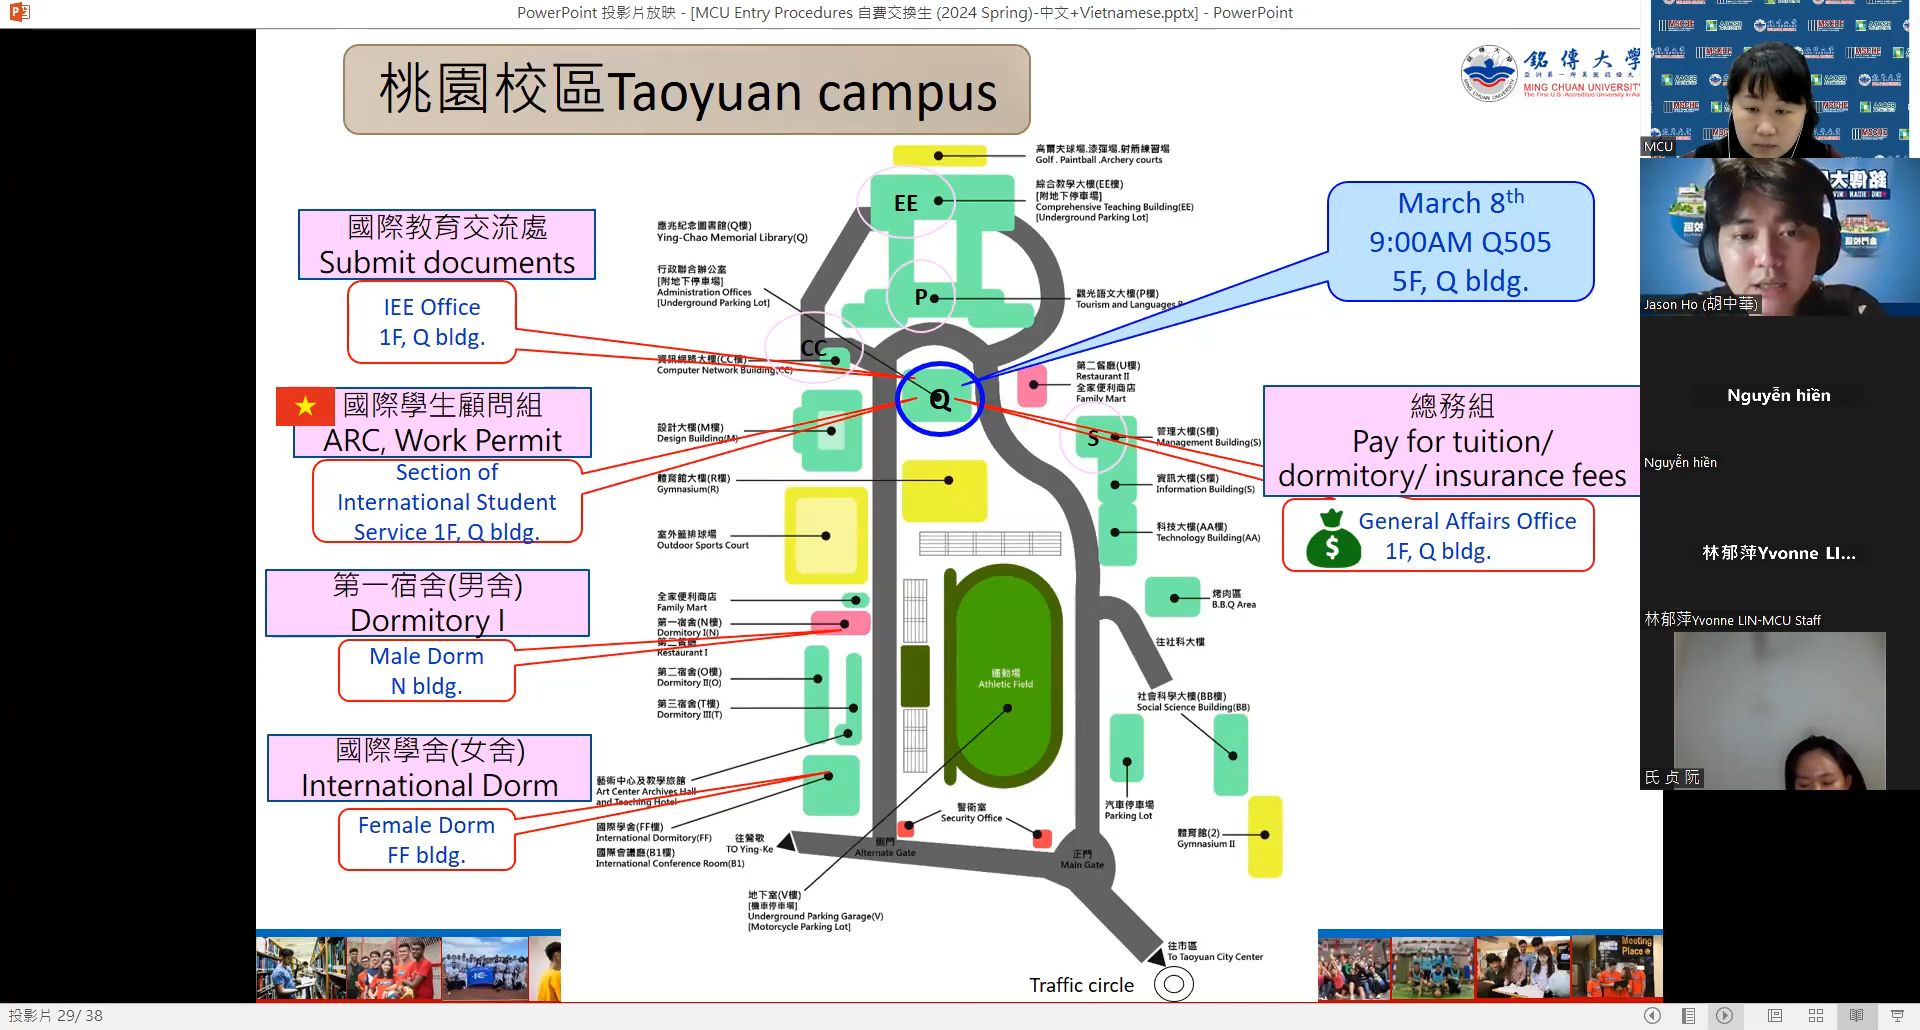 PowerPoint 投影片放映 - [MCU Entry Procedures 自費交換生 (2024 Spring)-中文+Vietnamese.pptx] - PowerPoint
桃園校區Taoyuan campus
銘傳大學
MING CHUAN UNIVERSITY
國際教育交流處
Submit documents
IEE Office
1F, Q bldg.
國際學生顧問組
ARC, Work Permit
Section of
International Student
Service 1F, Q bldg.
第一宿舍(男舍)
Dormitory I
Male Dorm
N bldg.
國際學舍(女舍)
International Dorm
Female Dorm
FF bldg.
March 8th
9:00AM Q505
5F, Q bldg.
總務組
Pay for tuition/
dormitory/ insurance fees
$
General Affairs Office
1F, Q bldg.
高爾夫球場.漆彈場.射箭練習場
Golf . Paintball .Archery courts
綜合教學大樓(EE樓)
[附地下停車場]
Comprehensive Teaching Building(EE)
[Underground Parking Lot]
應兆紀念圖書館(Q樓)
Ying-Chao Memorial Library(Q)
行政聯合辦公室
[附地下停車場]
Administration Offices
[Underground Parking Lot]
觀光語文大樓(P樓)
Tourism and Languages
資訊網路大樓(CC樓)
Computer Network Building(CC)
第二餐廳(U樓)
Restaurant II
全家便利商店
Family Mart
設計大樓(M樓)
Design Building(M)
管理大樓(S樓)
Management Building(S)
體育館大樓(R樓)
Gymnasium(R)
資訊大樓(S樓)
Information Building(S)
室外籃排球場
Outdoor Sports Court
科技大樓(AA樓)
Technology Building(AA)
全家便利商店
Family Mart
烤肉區
B.B.Q Area
第一宿舍(N樓)
Dormitory I(N)
第二餐廳
Restaurant I
往社科大樓
第二宿舍(O樓)
Dormitory II(O)
運動場
Athletic Field
第三宿舍(T樓)
Dormitory III(T)
社會科學大樓(BB樓)
Social Science Building(BB)
藝術中心及教學旅館
Art Center Archives Hall
and Teaching Hotel
國際學舍(FF樓)
International Dormitory(FF)
國際會議廳(B1樓)
International Conference Room(B1)
往鶯歌
TO Ying-Ke
側門
Alternate Gate
警衛室
Security Office
正門
Main Gate
汽車停車場
Parking Lot
體育館(2)
Gymnasium II
地下室(V樓)
[機車停車場]
Underground Parking Garage(V)
[Motorcycle Parking Lot]
往市區
To Taoyuan City Center
Traffic circle
EE
P
CC
Q
S
Meeting
Place
MCU
Jason Ho (胡中華)
Nguyễn hiền
Nguyễn hiền
林郁萍Yvonne LI...
林郁萍Yvonne LIN-MCU Staff
氏 贞 阮
投影片 29/ 38